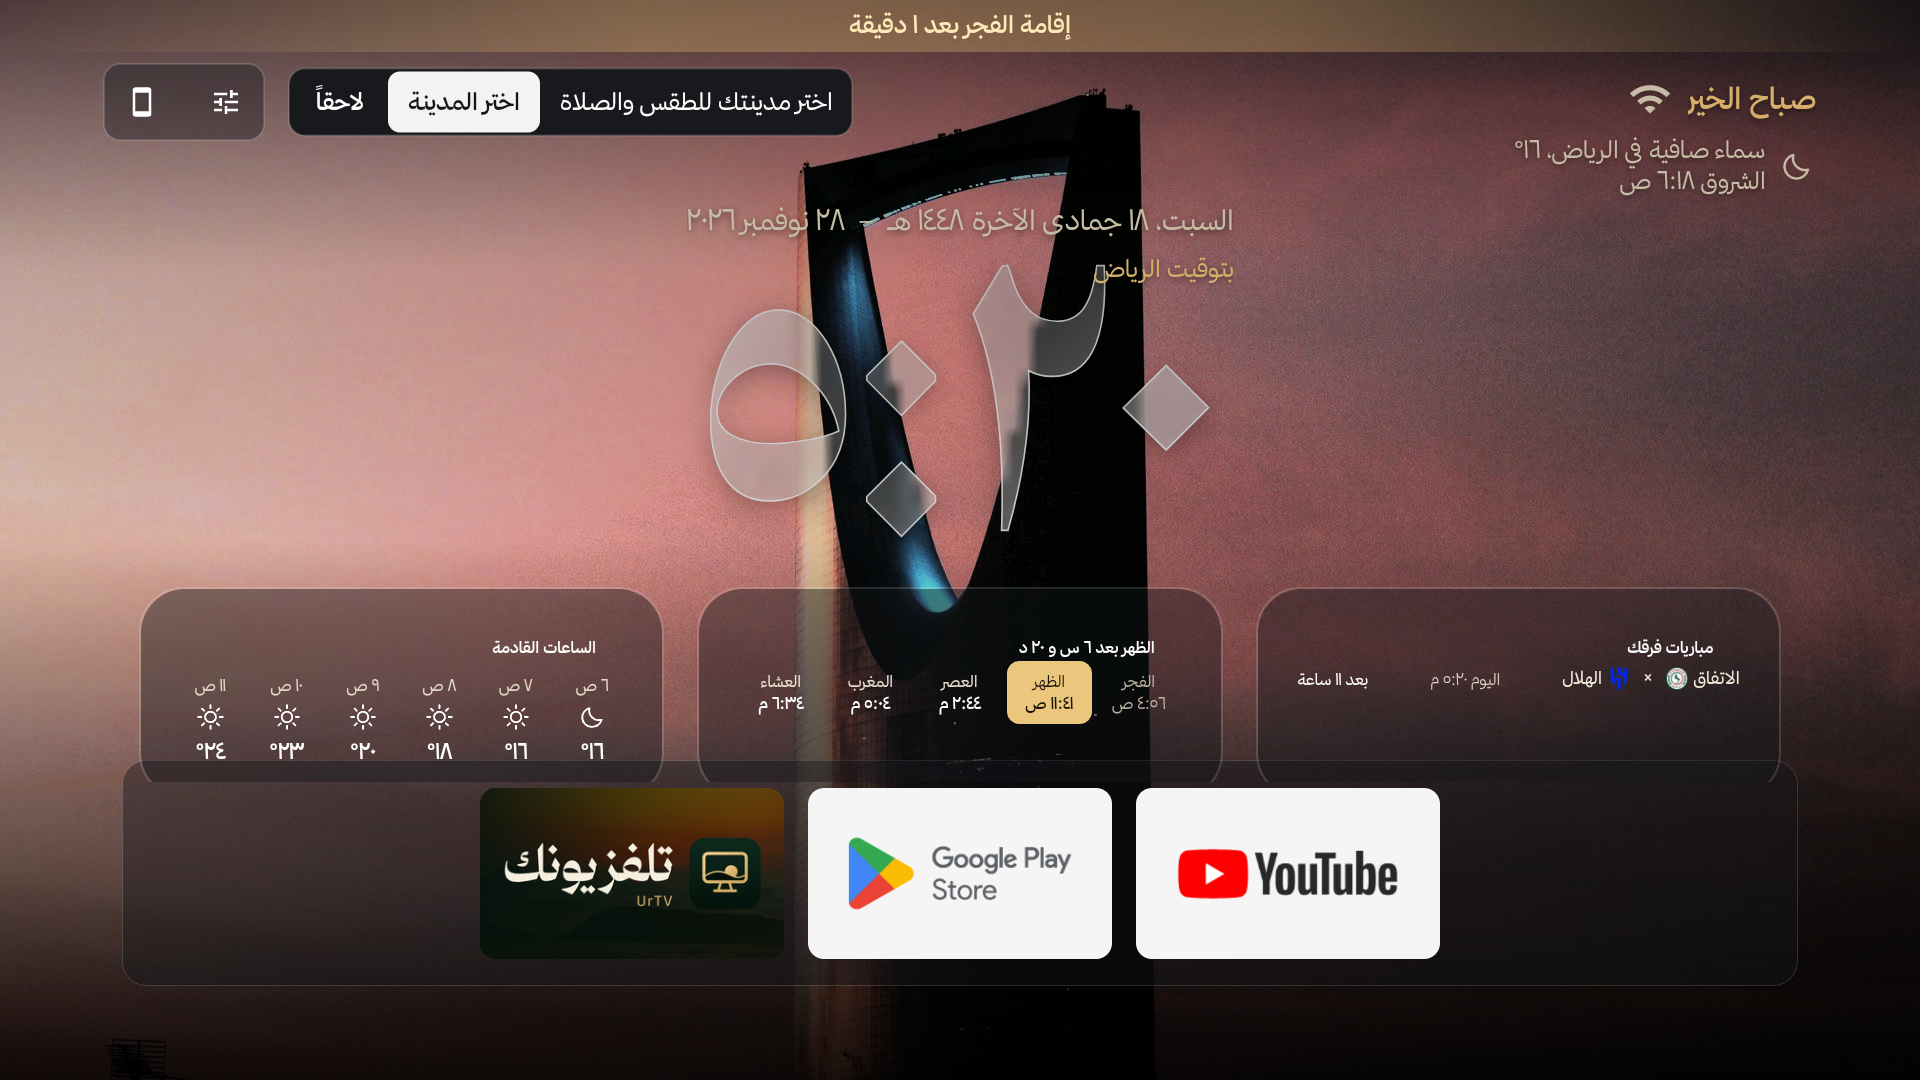 إقامة الفجر بعد ١ دقيقة
صباح الخير
اختر مدينتك للطقس والصلاة
اختر المدينة
لاحقاً
سماء صافية في الرياض، ١٦°
الشروق ٦:١٨ ص
السبت، ١٨ جمادى الآخرة ١٤٤٨ هـ — ٢٨ نوفمبر ٢٠٢٦
بتوقيت الرياض
٥:٢٠
مباريات فرقك
الاتفاق × الهلال اليوم ٥:٢٠ م بعد ١١ ساعة
الظهر بعد ٦ س و ٢٠ د
الفجر الظهر العصر المغرب العشاء
٤:٥٦ ص ١١:٤١ ص ٢:٤٤ م ٥:٠٤ م ٦:٣٤ م
الساعات القادمة
٦ ص ٧ ص ٨ ص ٩ ص ١٠ ص ١١ ص
١٦° ١٦° ١٨° ٢٠° ٢٣° ٢٤°
YouTube
Google Play
Store
تلفزيونك
UrTV